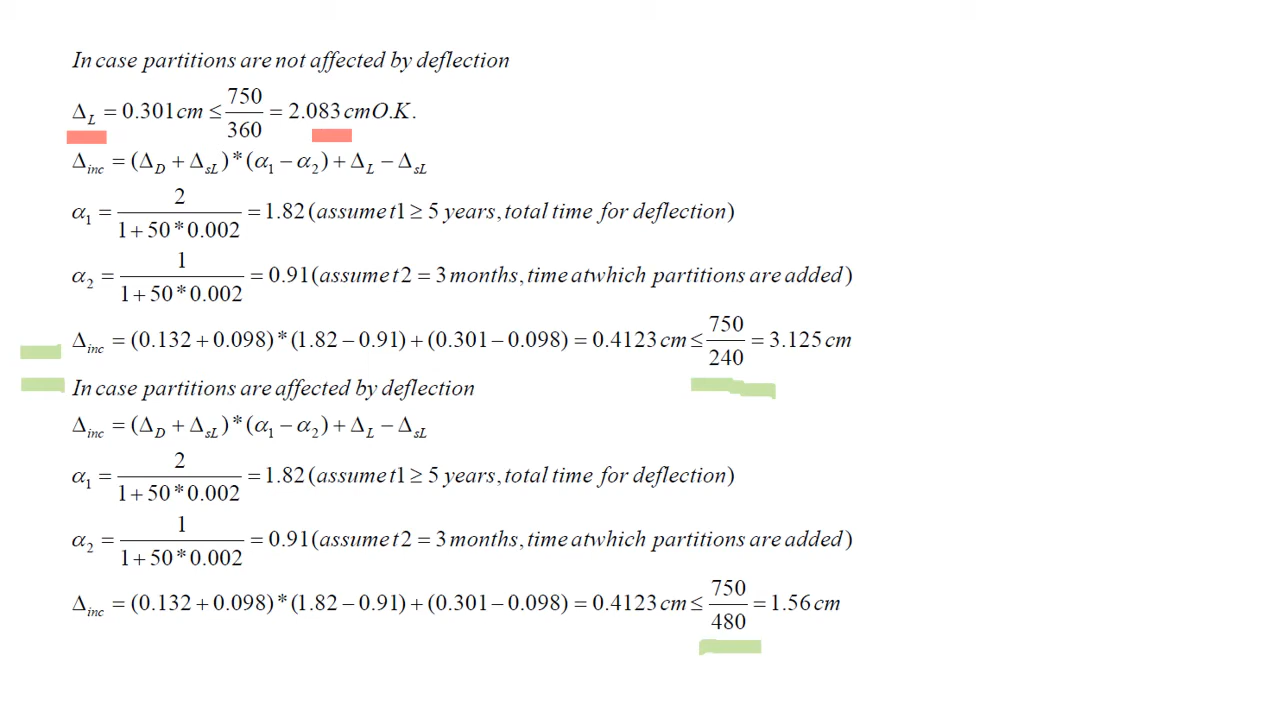 In case partitions are not affected by deflection
Δ_L = 0.301 cm ≤ 750/360 = 2.083 cm O.K.
Δ_inc = (Δ_D + Δ_sL) * (α_1 − α_2) + Δ_L − Δ_sL
α_1 = 2/(1 + 50 * 0.002) = 1.82 (assume t1 ≥ 5 years, total time for deflection)
α_2 = 1/(1 + 50 * 0.002) = 0.91 (assume t2 = 3 months, time at which partitions are added)
Δ_inc = (0.132 + 0.098) * (1.82 − 0.91) + (0.301 − 0.098) = 0.4123 cm ≤ 750/240 = 3.125 cm
In case partitions are affected by deflection
Δ_inc = (Δ_D + Δ_sL) * (α_1 − α_2) + Δ_L − Δ_sL
α_1 = 2/(1 + 50 * 0.002) = 1.82 (assume t1 ≥ 5 years, total time for deflection)
α_2 = 1/(1 + 50 * 0.002) = 0.91 (assume t2 = 3 months, time at which partitions are added)
Δ_inc = (0.132 + 0.098) * (1.82 − 0.91) + (0.301 − 0.098) = 0.4123 cm ≤ 750/480 = 1.56 cm